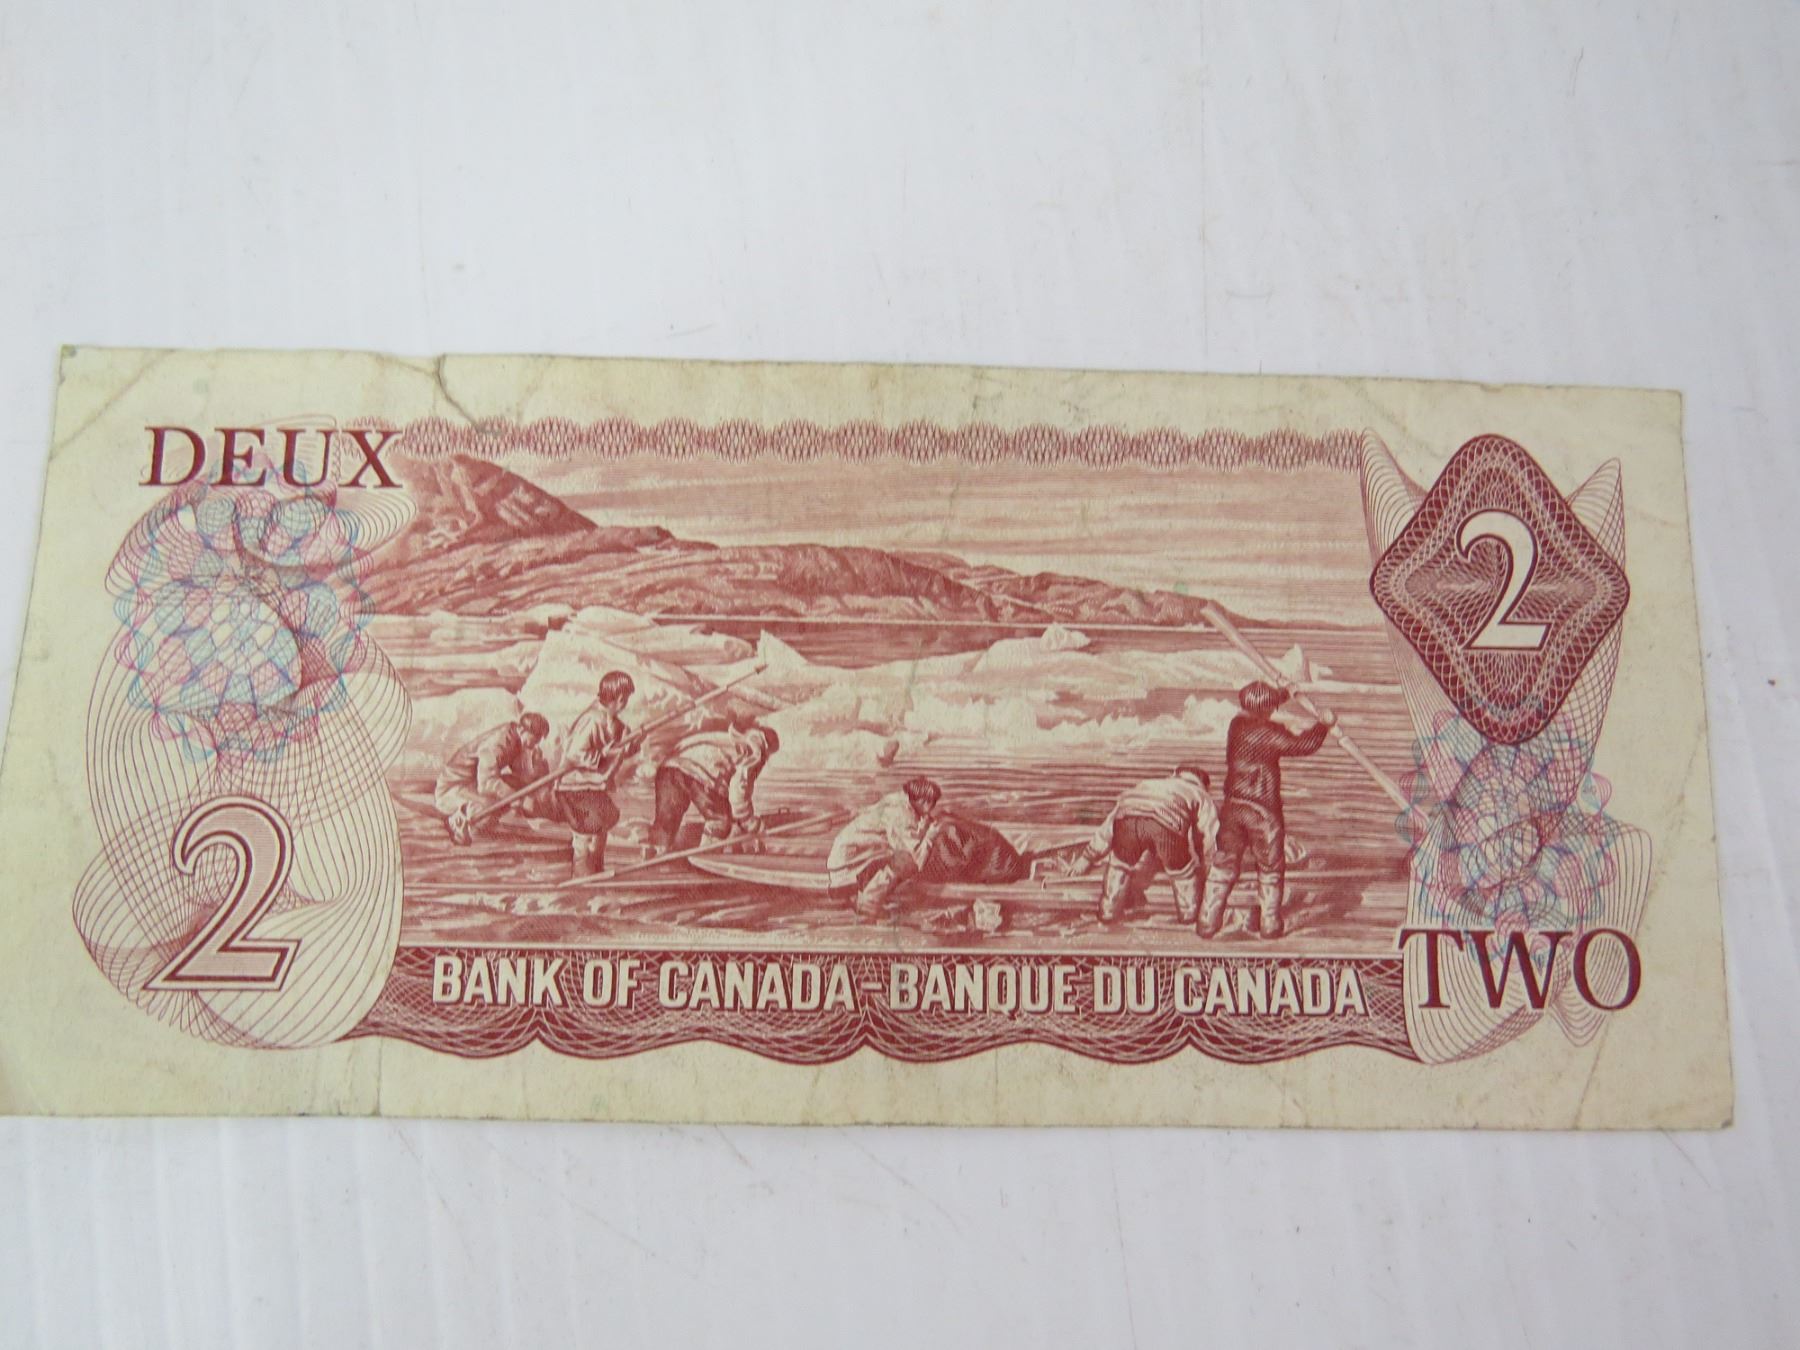 DEUX
2
2
BANK OF CANADA-BANQUE DU CANADA
TWO